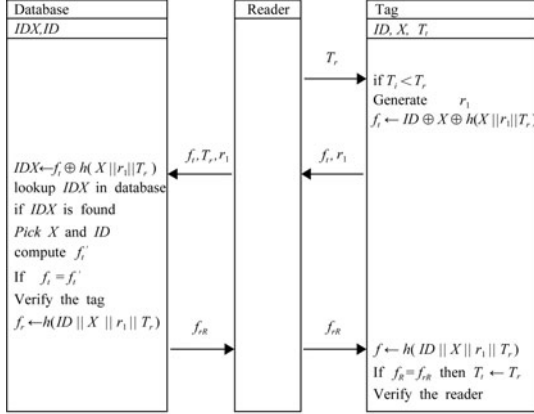 Database
IDX,ID
IDX←f_t ⊕ h( X ||r_1||T_r )
lookup IDX in database
if IDX is found
Pick X and ID
compute f_t'
If f_t = f_t'
Verify the tag
f_r ←h( ID || X || r_1 || T_r )
Reader
f_t, T_r, r_1
f_rR
T_r
f_t, r_1
f_rR
Tag
ID, X, T_t
if T_t < T_r
Generate r_1
f_t ← ID ⊕ X ⊕ h(X ||r_1||T_r)
f ← h( ID || X || r_1 || T_r )
If f_R = f_rR then T_t ← T_r
Verify the reader